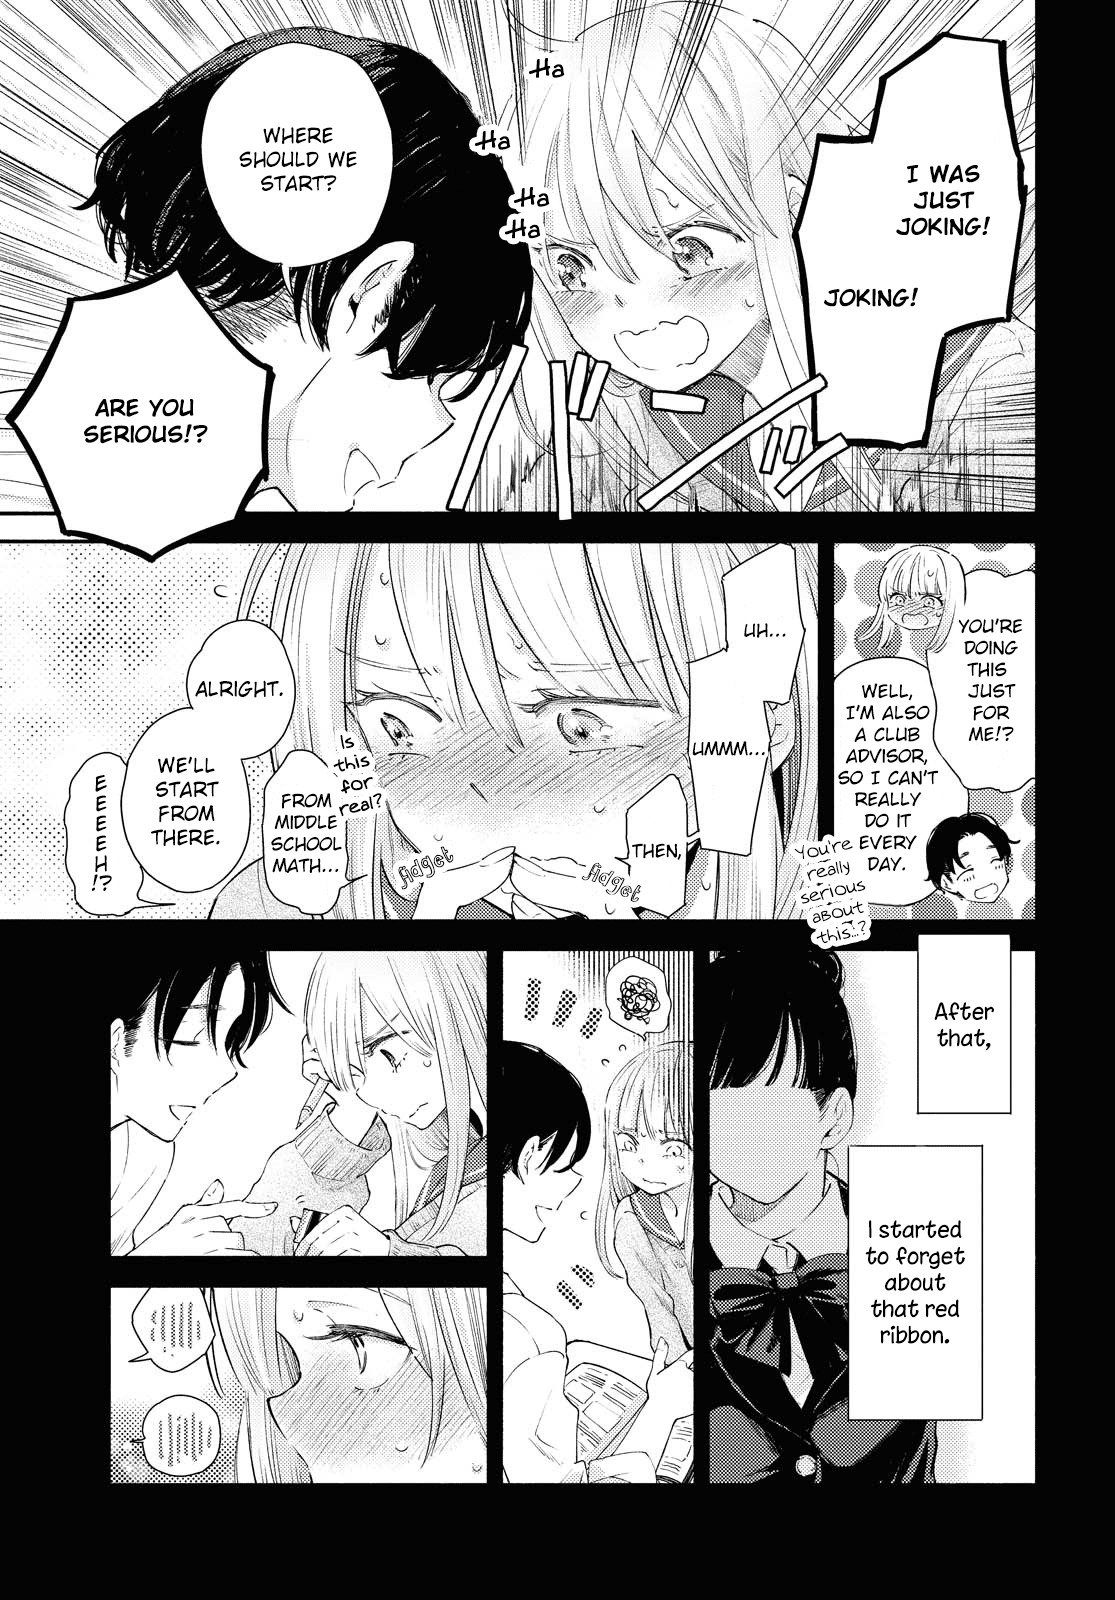 I WAS
JUST
JOKING!
JOKING!
Ha
Ha
Ha
Ha
WHERE
SHOULD WE
START?
ARE YOU
SERIOUS!?
YOU'RE
DOING
THIS
JUST
FOR
ME!?
WELL,
I'M ALSO
A CLUB
ADVISOR,
SO I CAN'T
REALLY
DO IT
EVERY
DAY.
You're
really
serious
about
this...?
UH...
UMMM...
THEN,
fidget
fidget
Is
this
for
real?
FROM
MIDDLE
SCHOOL
MATH...
ALRIGHT.
WE'LL
START
FROM
THERE.
EEEEEH!?
After
that,
I started
to forget
about
that red
ribbon.